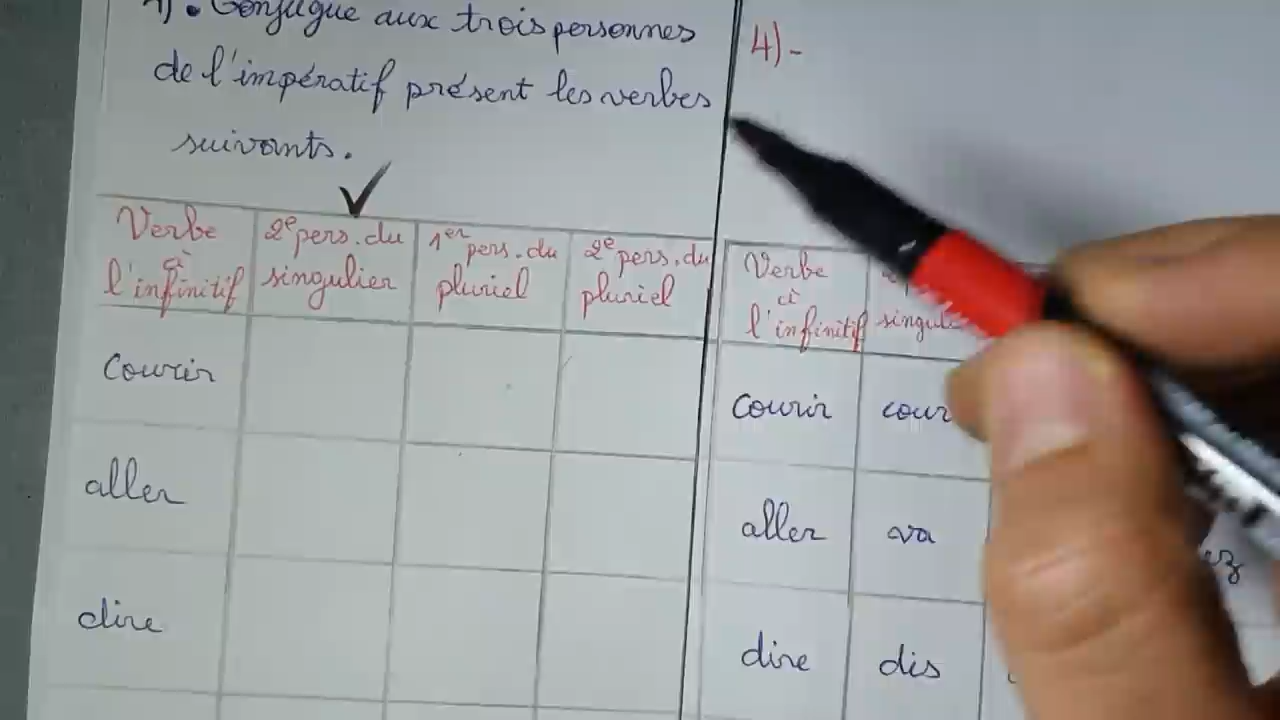 . Conjugue aux trois personnes
de l'impératif présent les verbes
suivants.
Verbe
à
l'infinitif
2e pers. du
singulier
1er pers. du
pluriel
2e pers. du
pluriel
courir
aller
dire
4)-
Verbe
à
l'infinitif
courir
aller
va
dire
dis